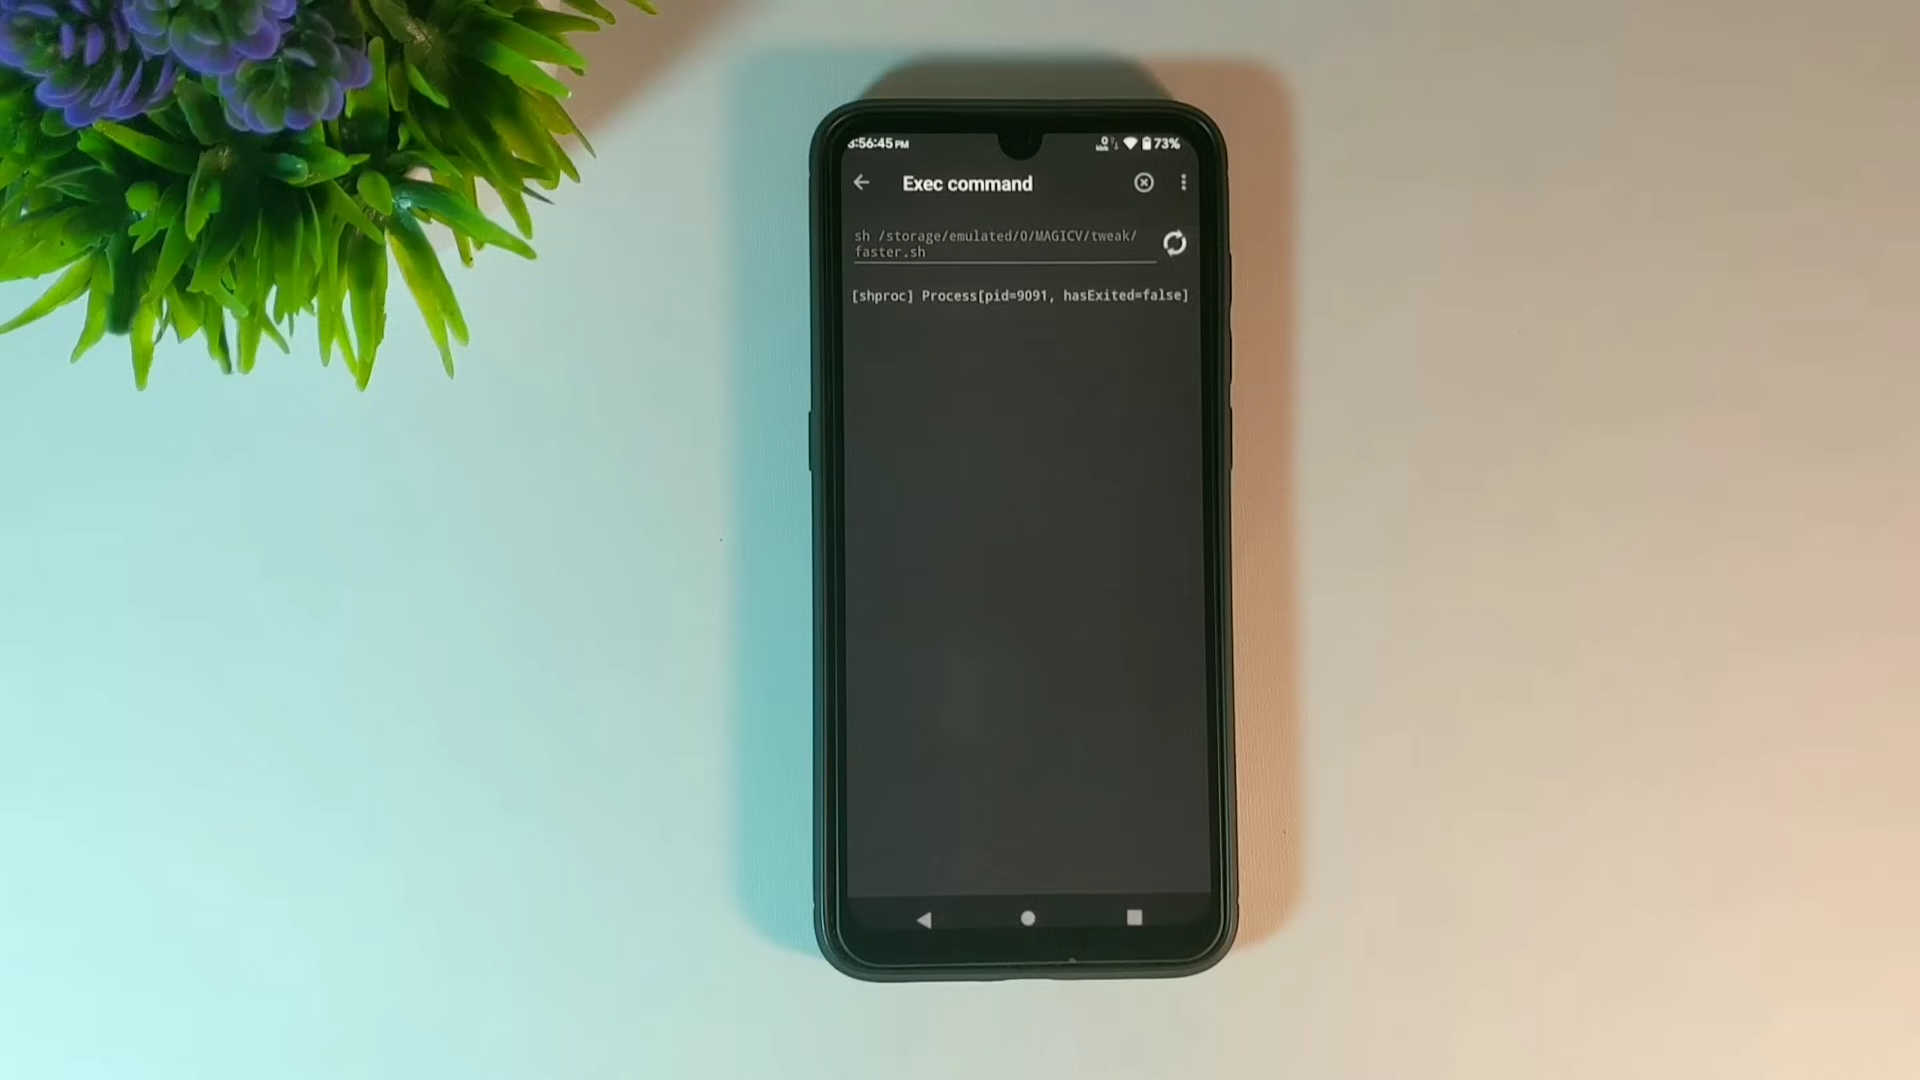 :56:45 PM
0
73%
Exec command
sh /storage/emulated/0/MAGICV/tweak/
faster.sh
[shproc] Process[pid=9091, hasExited=false]